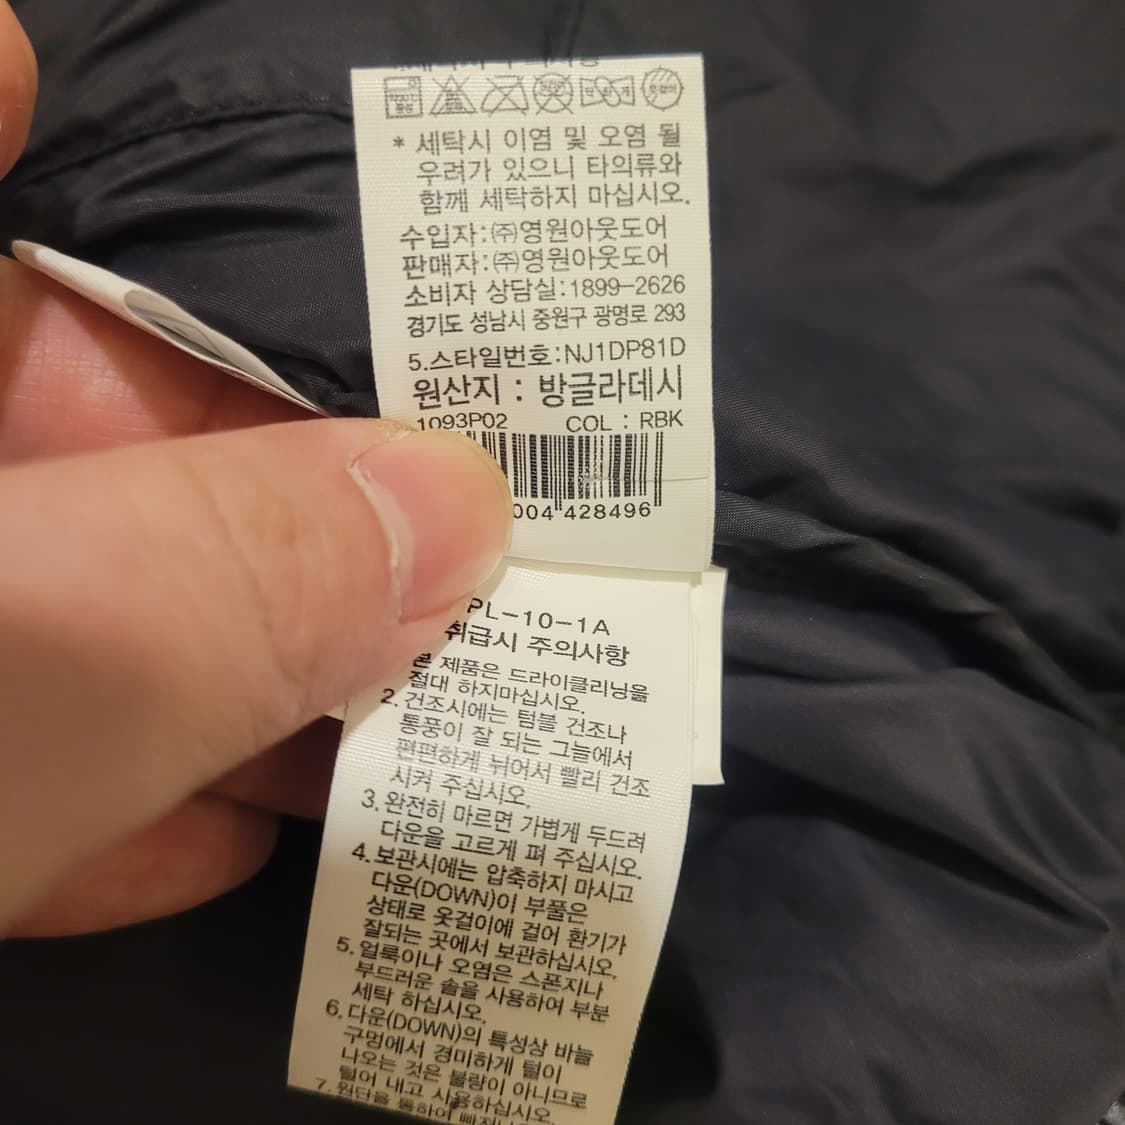 * 세탁시 이염 및 오염 될
우려가 있으니 타의류와
함께 세탁하지 마십시오.
수입자:㈜영원아웃도어
판매자:㈜영원아웃도어
소비자 상담실:1899-2626
경기도 성남시 중원구 광명로 293
5.스타일번호:NJ1DP81D
원산지 : 방글라데시
1093P02 COL : RBK
004 428496
PL-10-1A
취급시 주의사항
본 제품은 드라이클리닝을
절대 하지마십시오.
2. 건조시에는 텀블 건조나
통풍이 잘 되는 그늘에서
편편하게 뉘어서 빨리 건조
시켜 주십시오.
3. 완전히 마르면 가볍게 두드려
다운을 고르게 펴 주십시오.
4. 보관시에는 압축하지 마시고
다운(DOWN)이 부풀은
상태로 옷걸이에 걸어 환기가
잘되는 곳에서 보관하십시오.
5. 얼룩이나 오염은 스폰지나
부드러운 솔을 사용하여 부분
세탁 하십시오.
6. 다운(DOWN)의 특성상 바늘
구멍에서 경미하게 털이
나오는 것은 불량이 아니므로
털어 내고 사용하십시오.
7. 원단을 통하여